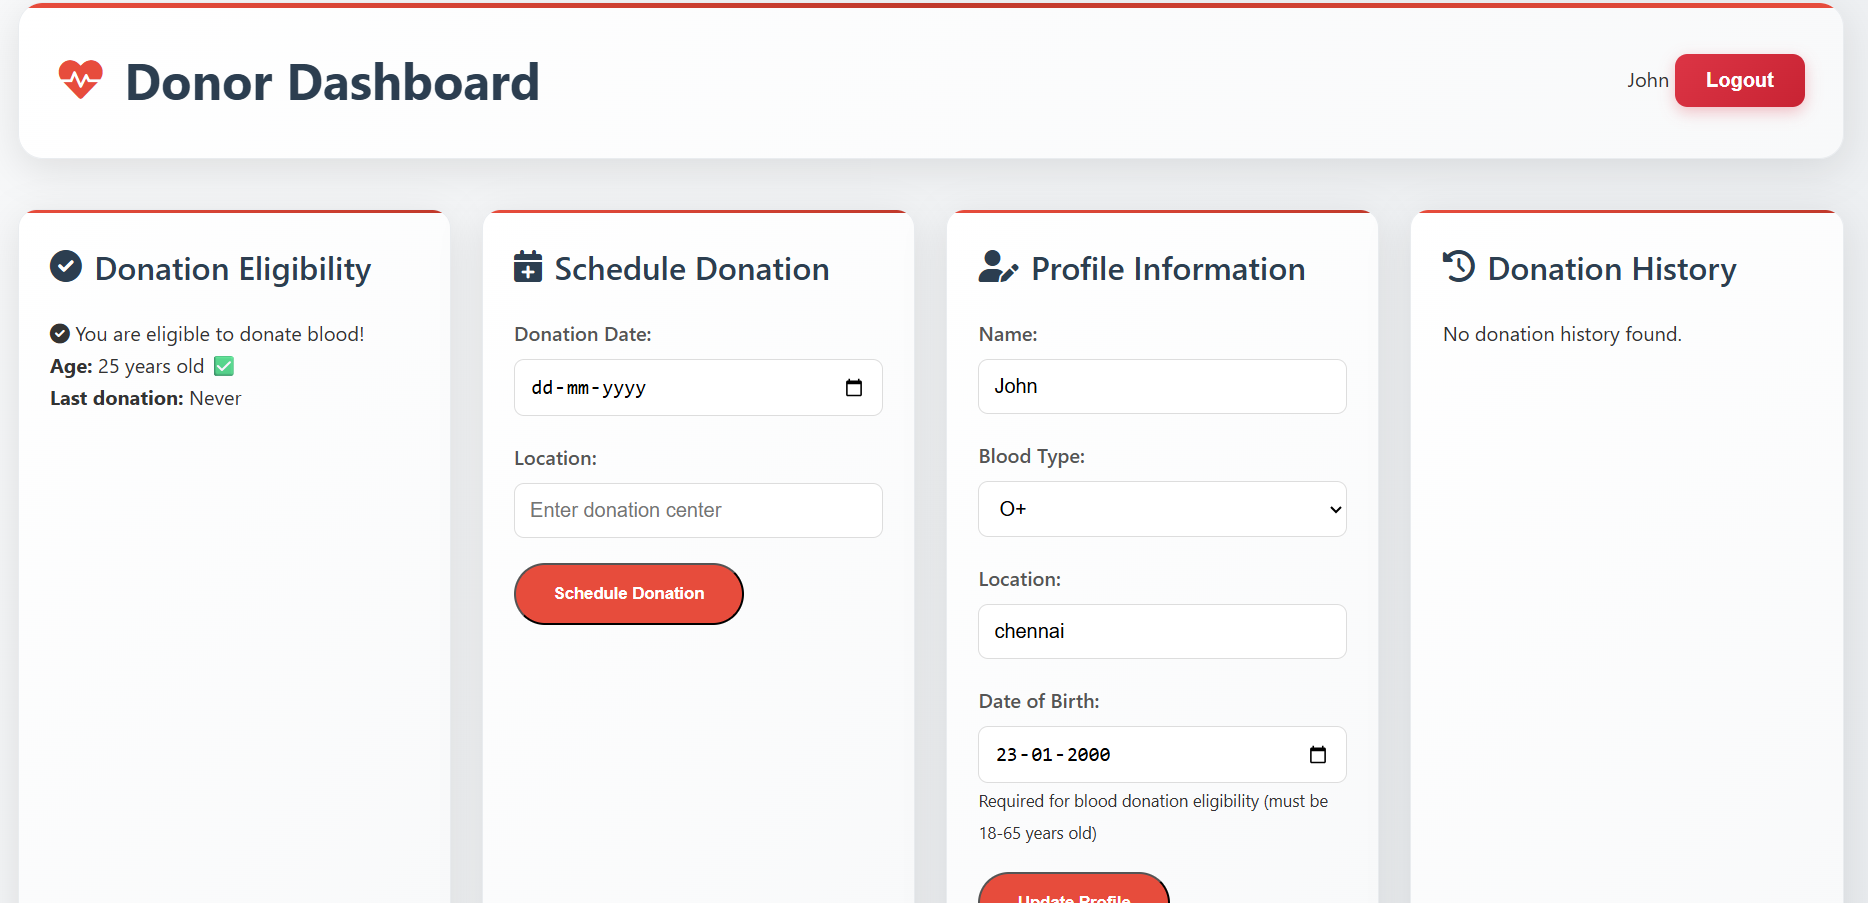 Donor Dashboard
John
Logout
Donation Eligibility
You are eligible to donate blood!
Age: 25 years old ✅
Last donation: Never
Schedule Donation
Donation Date:
dd-mm-yyyy
Location:
Enter donation center
Schedule Donation
Profile Information
Name:
John
Blood Type:
O+
Location:
chennai
Date of Birth:
23-01-2000
Required for blood donation eligibility (must be
18-65 years old)
Update Profile
Donation History
No donation history found.